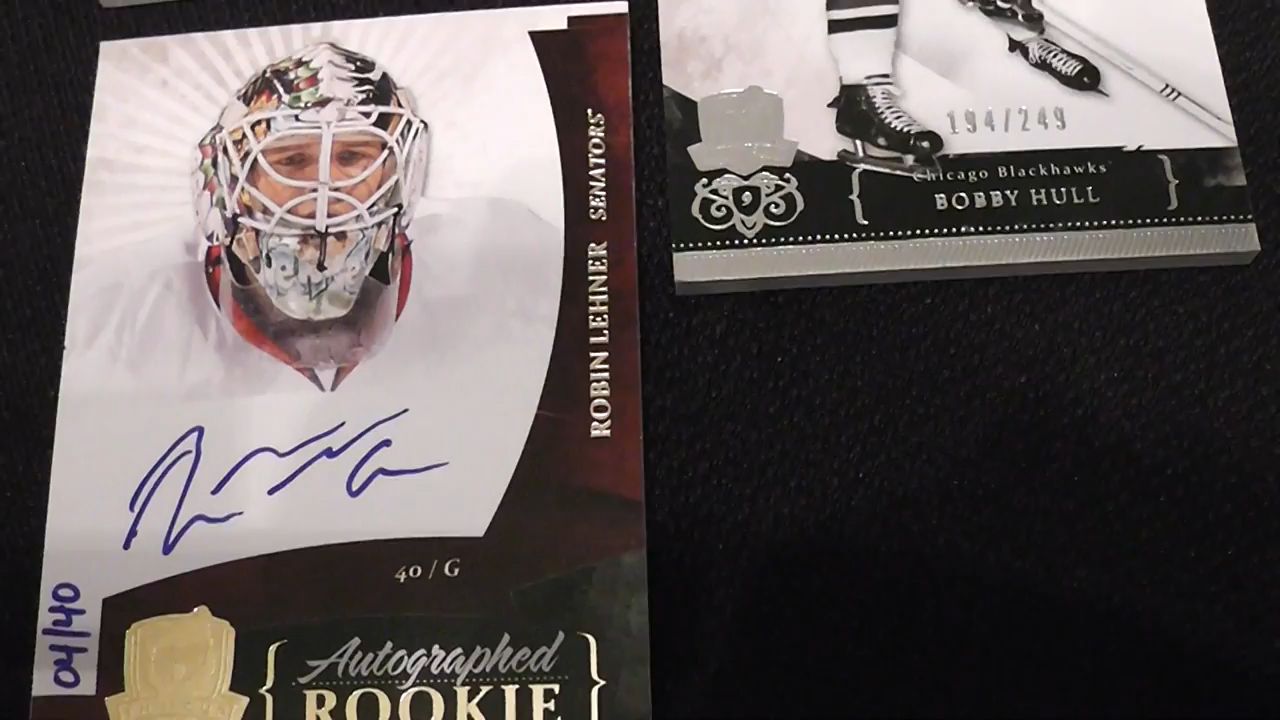 ROBIN LEHNER SENATORS
40 / G
04/40
Autographed
ROOKIE
194/249
Chicago Blackhawks
BOBBY HULL